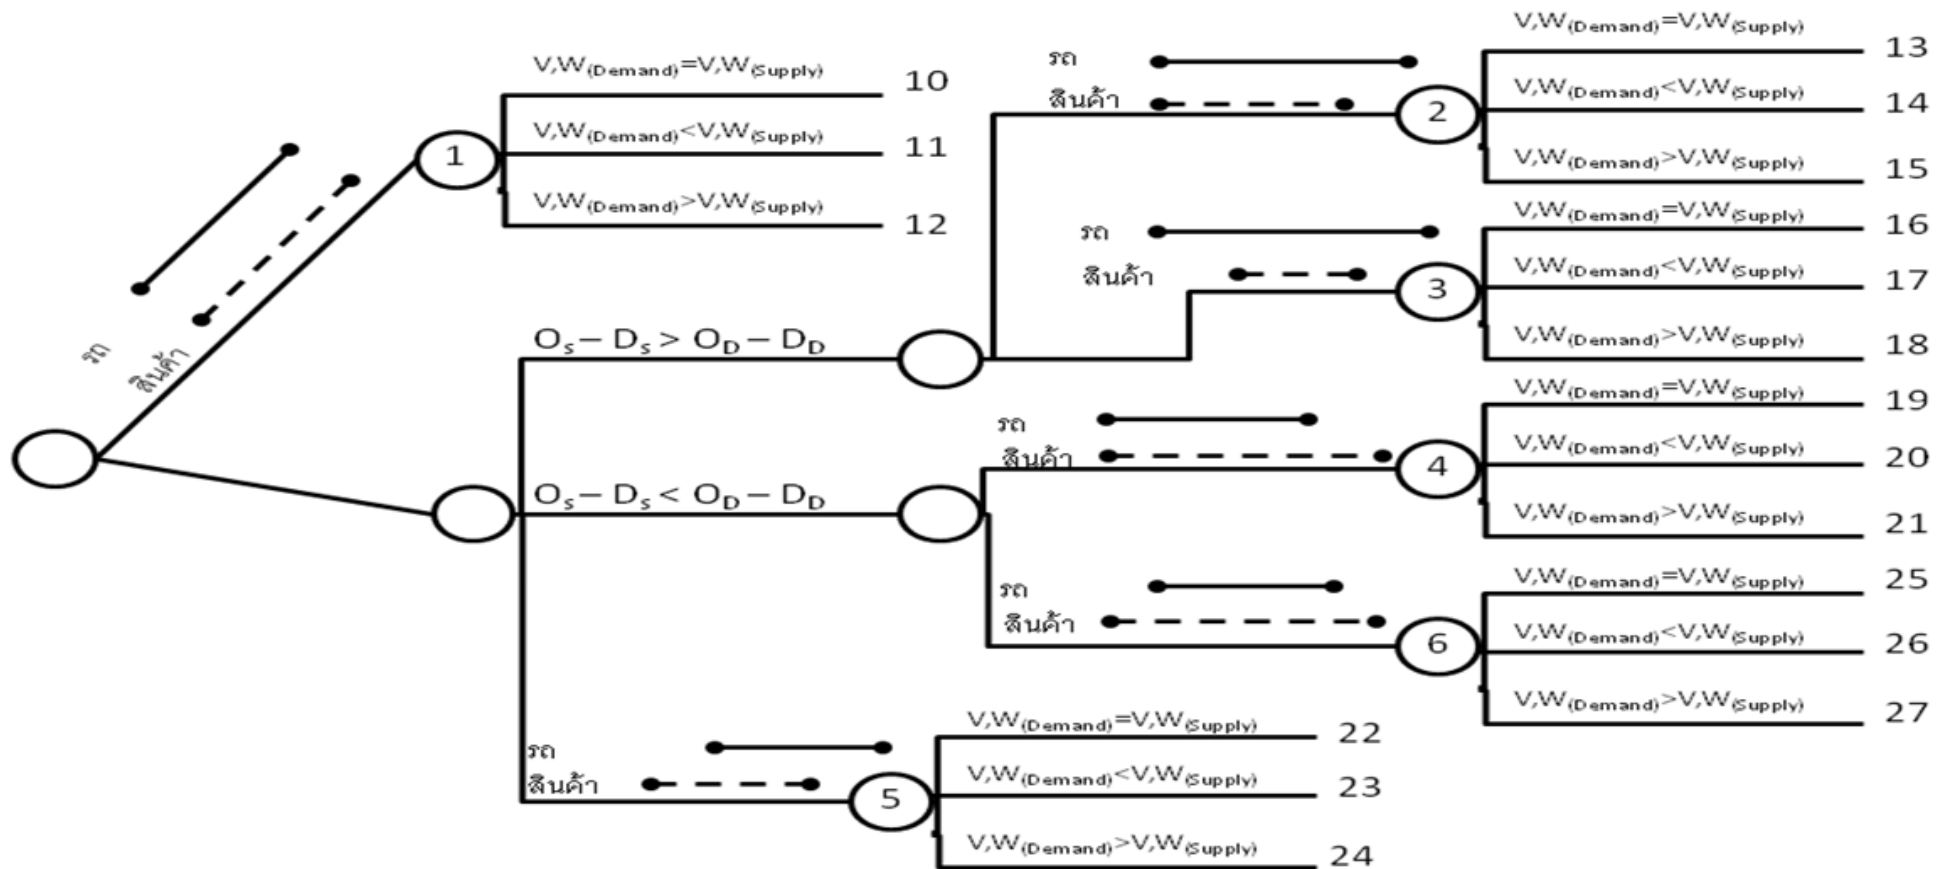 รถ
สินค้า
1
V,W(Demand)=V,W(Supply) 10
V,W(Demand)<V,W(Supply) 11
V,W(Demand)>V,W(Supply) 12
Os – Ds > OD – DD
รถ
สินค้า
2
V,W(Demand)=V,W(Supply) 13
V,W(Demand)<V,W(Supply) 14
V,W(Demand)>V,W(Supply) 15
รถ
สินค้า
3
V,W(Demand)=V,W(Supply) 16
V,W(Demand)<V,W(Supply) 17
V,W(Demand)>V,W(Supply) 18
Os – Ds < OD – DD
รถ
สินค้า
4
V,W(Demand)=V,W(Supply) 19
V,W(Demand)<V,W(Supply) 20
V,W(Demand)>V,W(Supply) 21
รถ
สินค้า
6
V,W(Demand)=V,W(Supply) 25
V,W(Demand)<V,W(Supply) 26
V,W(Demand)>V,W(Supply) 27
รถ
สินค้า
5
V,W(Demand)=V,W(Supply) 22
V,W(Demand)<V,W(Supply) 23
V,W(Demand)>V,W(Supply) 24